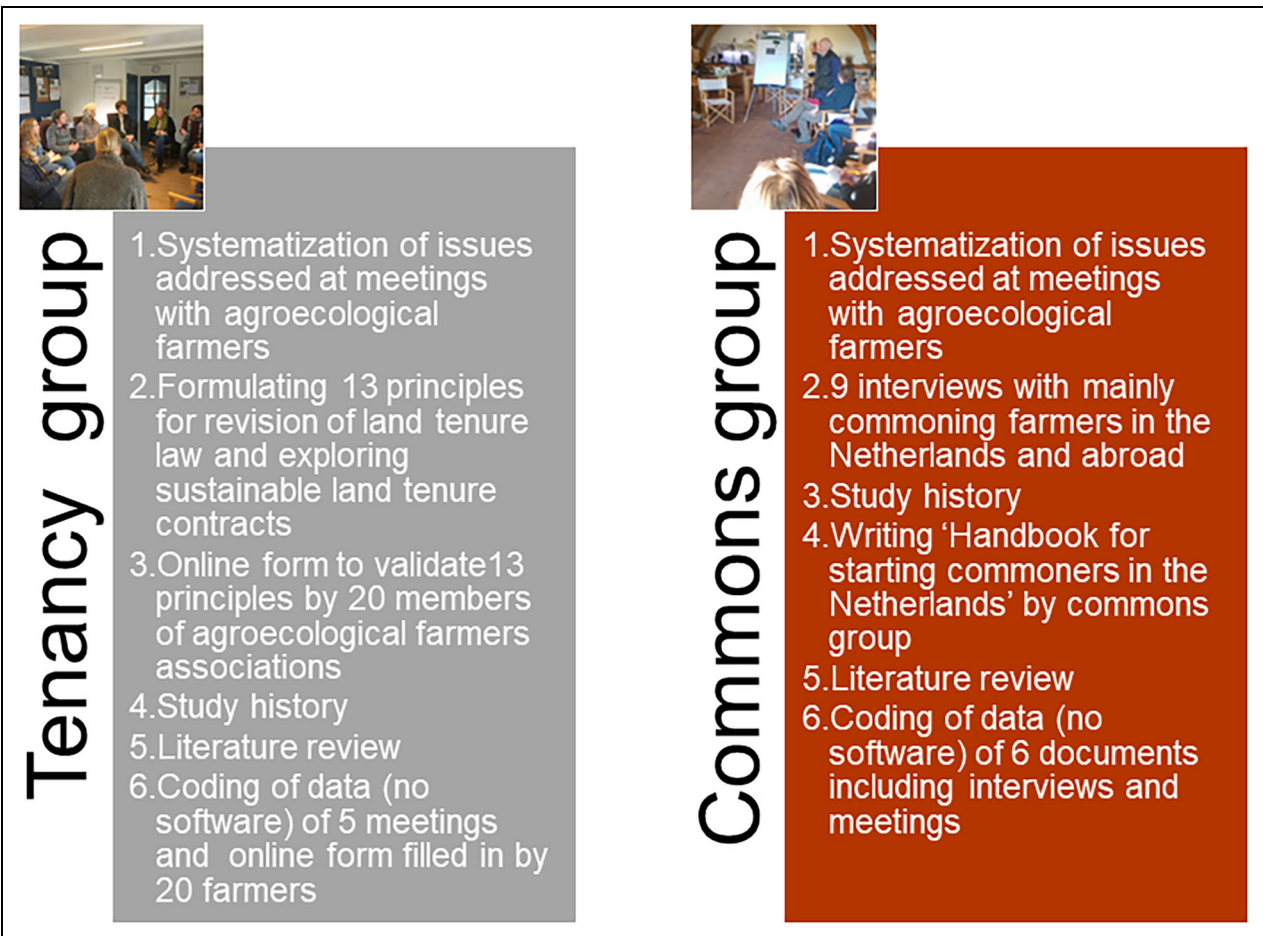 Tenancy group
1.Systematization of issues
addressed at meetings
with agroecological
farmers
2.Formulating 13 principles
for revision of land tenure
law and exploring
sustainable land tenure
contracts
3.Online form to validate13
principles by 20 members
of agroecological farmers
associations
4.Study history
5.Literature review
6.Coding of data (no
software) of 5 meetings
and online form filled in by
20 farmers
Commons group
1.Systematization of issues
addressed at meetings
with agroecological
farmers
2.9 interviews with mainly
commoning farmers in the
Netherlands and abroad
3.Study history
4.Writing ‘Handbook for
starting commoners in the
Netherlands’ by commons
group
5.Literature review
6.Coding of data (no
software) of 6 documents
including interviews and
meetings